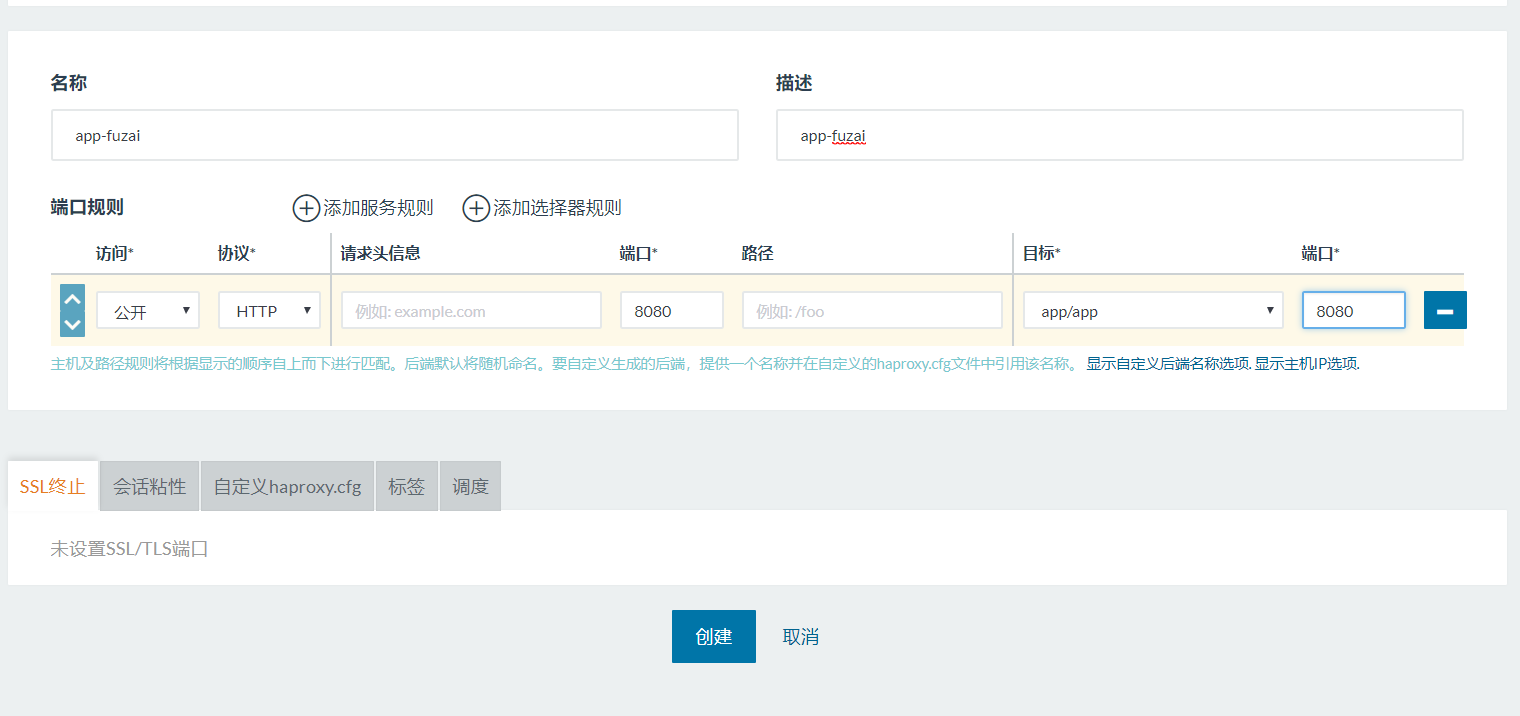 名称 描述
app-fuzai app-fuzai
端口规则 添加服务规则 添加选择器规则
访问* 协议* 请求头信息 端口* 路径 目标* 端口*
公开 HTTP 例如: example.com 8080 例如: /foo app/app 8080
主机及路径规则将根据显示的顺序自上而下进行匹配。后端默认将随机命名。要自定义生成的后端，提供一个名称并在自定义的haproxy.cfg文件中引用该名称。 显示自定义后端名称选项. 显示主机IP选项.
SSL终止 会话粘性 自定义haproxy.cfg 标签 调度
未设置SSL/TLS端口
创建 取消